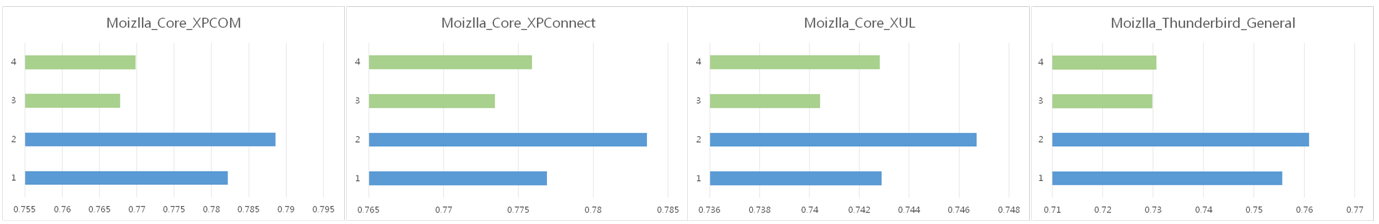 Moizlla_Core_XPCOM
4
3
2
1
0.755 0.76 0.765 0.77 0.775 0.78 0.785 0.79 0.795
Moizlla_Core_XPConnect
4
3
2
1
0.765 0.77 0.775 0.78 0.785
Moizlla_Core_XUL
4
3
2
1
0.736 0.738 0.74 0.742 0.744 0.746 0.748
Moizlla_Thunderbird_General
4
3
2
1
0.71 0.72 0.73 0.74 0.75 0.76 0.77